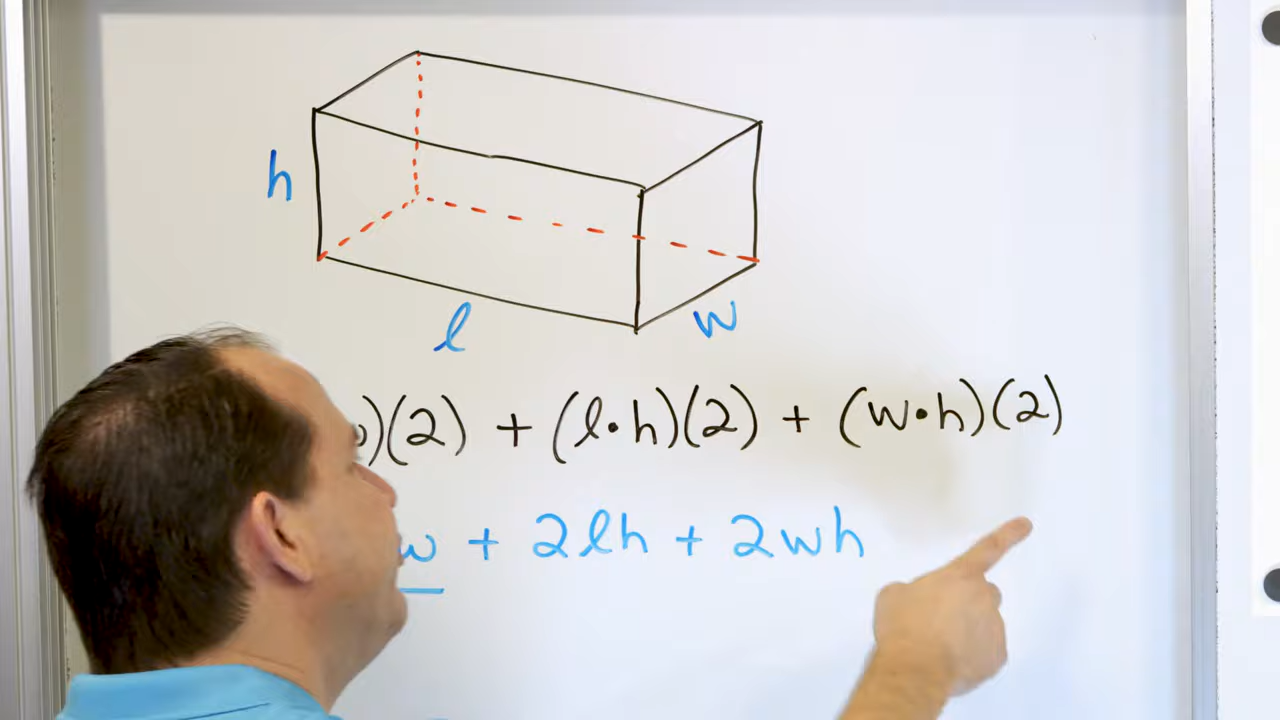 h
l
w
)(2) + (l·h)(2) + (w·h)(2)
w + 2lh + 2wh